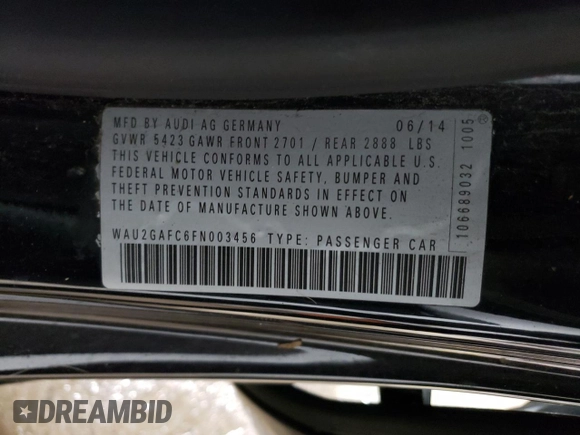 MFD BY AUDI AG GERMANY 06/14
GVWR 5423 GAWR FRONT 2701 / REAR 2888 LBS
THIS VEHICLE CONFORMS TO ALL APPLICABLE U.S.
FEDERAL MOTOR VEHICLE SAFETY, BUMPER AND
THEFT PREVENTION STANDARDS IN EFFECT ON
THE DATE OF MANUFACTURE SHOWN ABOVE.
WAU2GAFC6FN003456 TYPE: PASSENGER CAR
106689032 1005®
DREAMBID